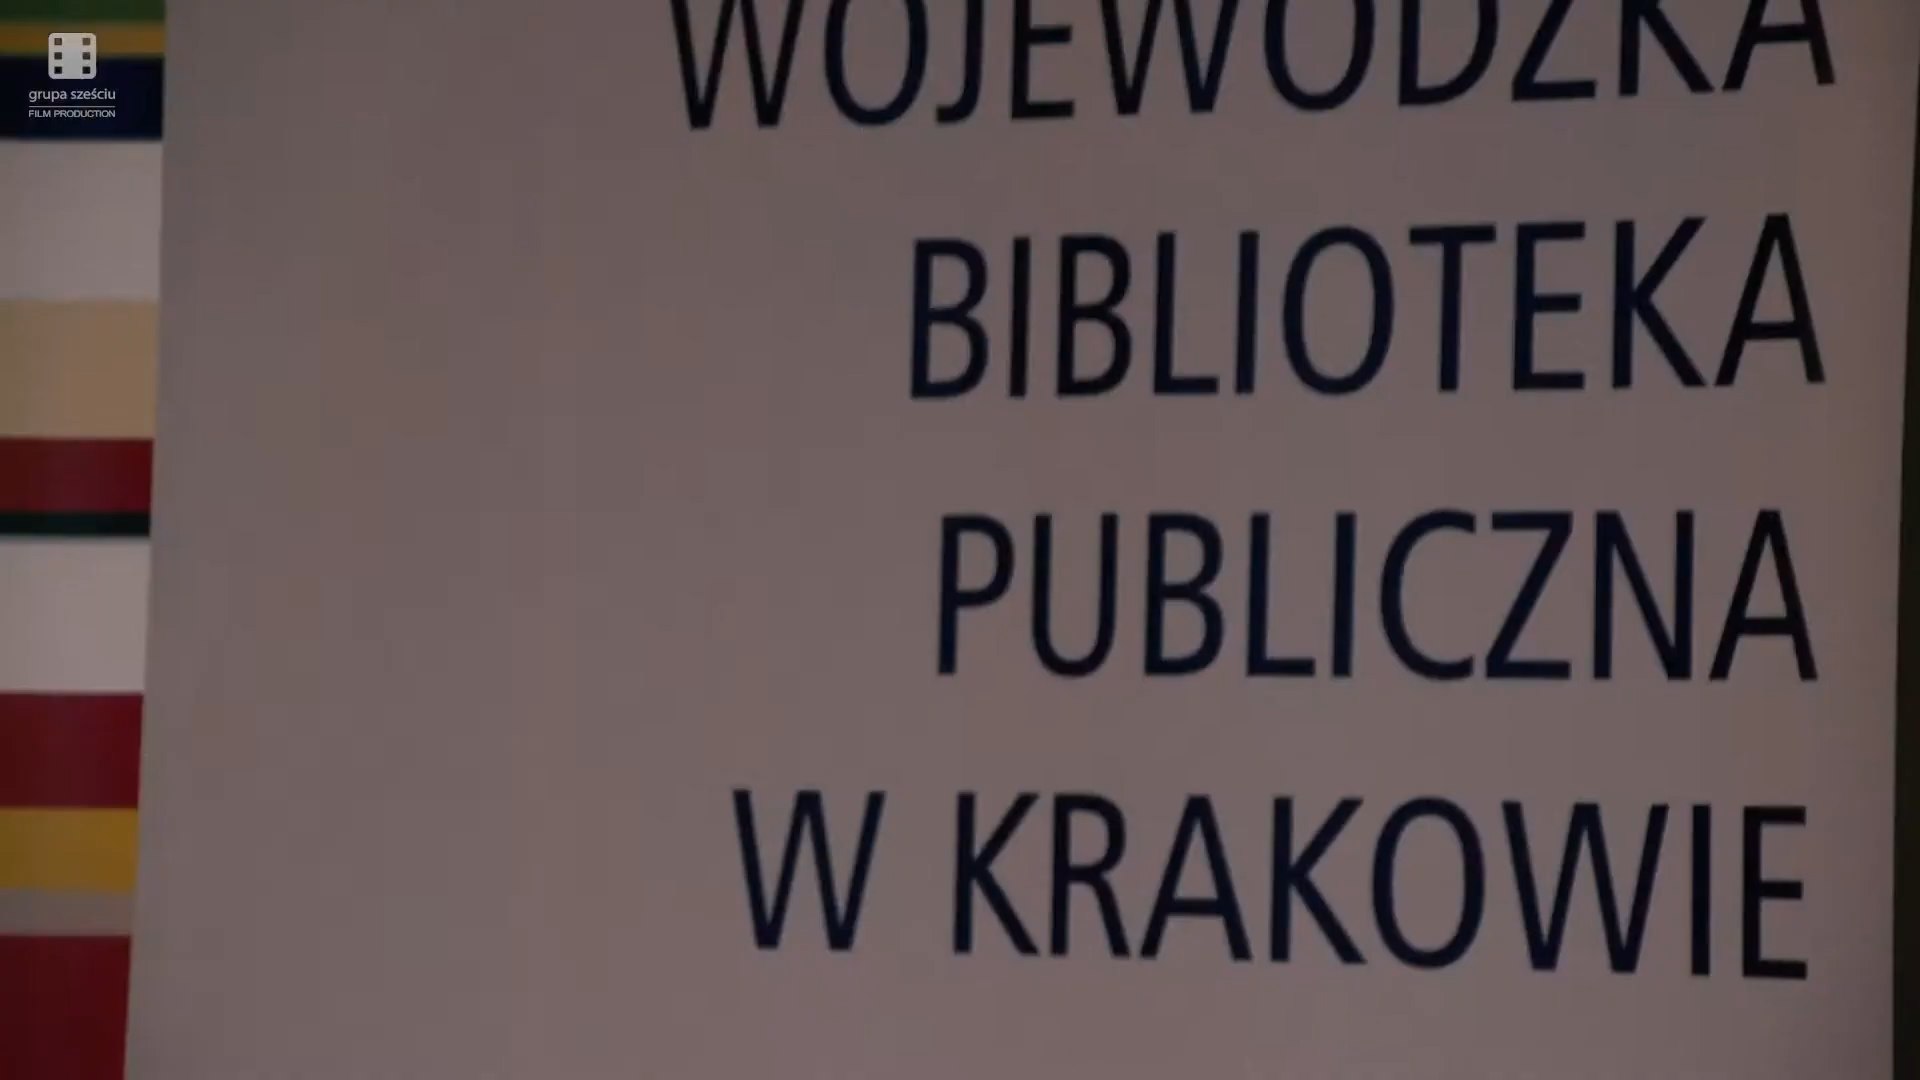 grupa sześciu
FILM PRODUCTION
WOJEWÓDZKA
BIBLIOTEKA
PUBLICZNA
W KRAKOWIE